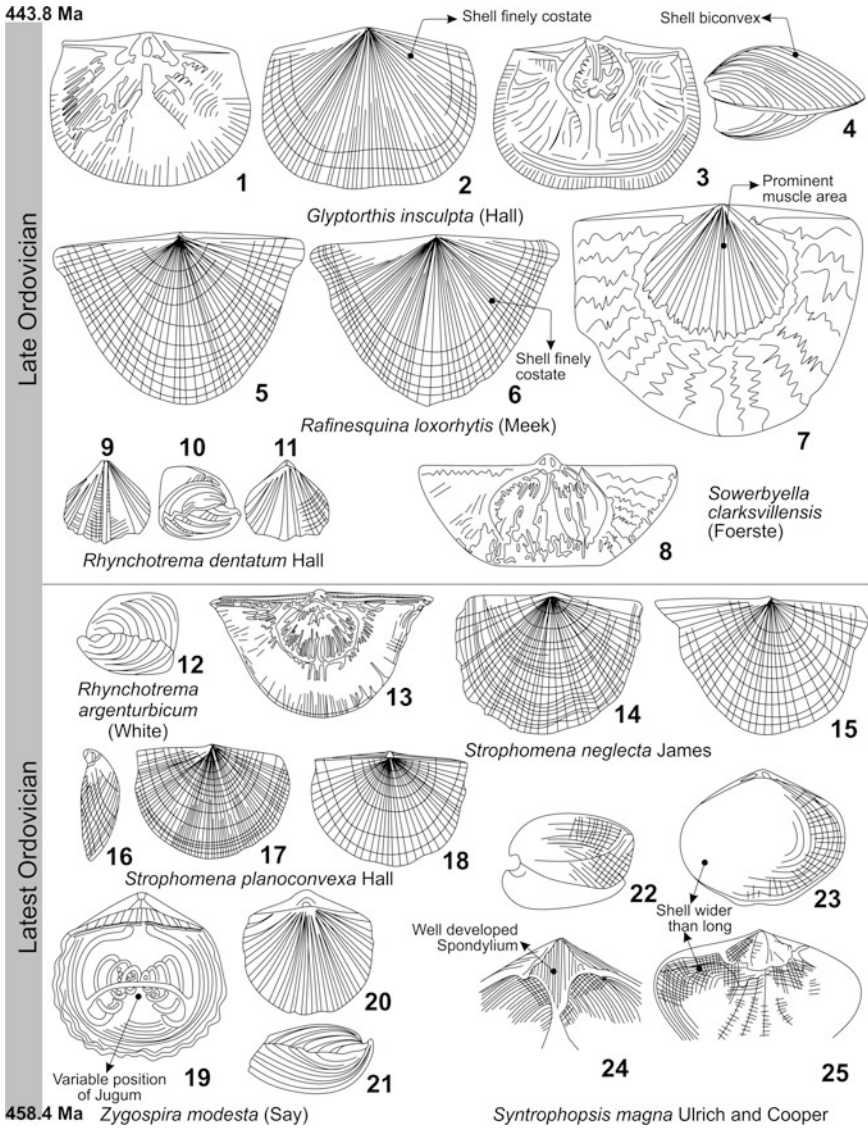 443.8 Ma
Late Ordovician
Shell finely costate
Shell biconvex
1
2
3
4
Glyptorthis insculpta (Hall)
Prominent
muscle area
5
6
Shell finely
costate
7
Rafinesquina loxorhytis (Meek)
9
10
11
Rhynchotrema dentatum Hall
8
Sowerbyella
clarksvillensis
(Foerste)
Latest Ordovician
12
Rhynchotrema
argenturbicum
(White)
13
14
15
Strophomena neglecta James
16
17
18
Strophomena planoconvexa Hall
22
23
Shell wider
than long
Well developed
Spondylium
19
20
21
Variable position
of Jugum
24
25
458.4 Ma
Zygospira modesta (Say)
Syntrophopsis magna Ulrich and Cooper